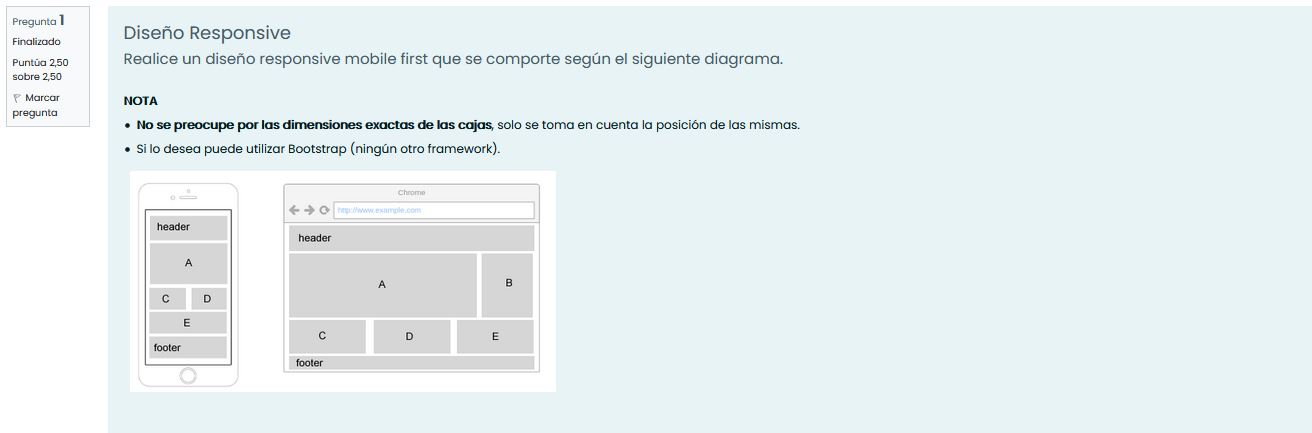 Pregunta 1
Finalizado
Puntúa 2,50
sobre 2,50
Marcar
pregunta
Diseño Responsive
Realice un diseño responsive mobile first que se comporte según el siguiente diagrama.
NOTA
• No se preocupe por las dimensiones exactas de las cajas, solo se toma en cuenta la posición de las mismas.
• Si lo desea puede utilizar Bootstrap (ningún otro framework).
header
A
C D
E
footer
Chrome
http://www.example.com
header
A B
C D E
footer